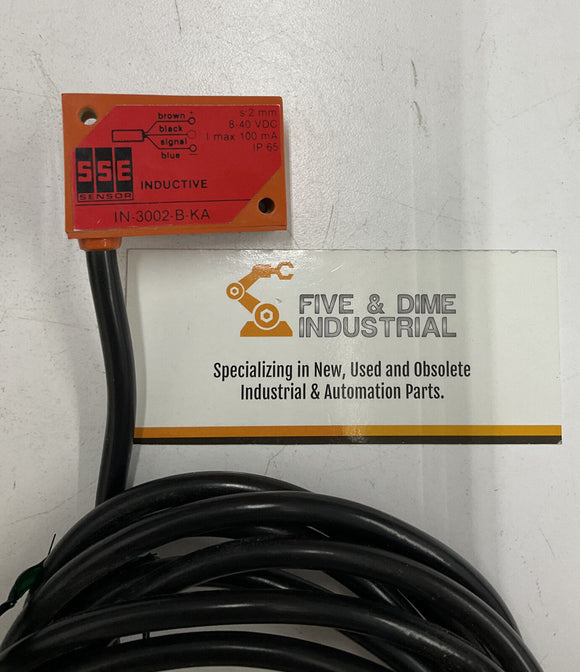 brown +
black
signal
blue −
s 2 mm
8-40 VDC
I max 100 mA
IP 65
SSE
SENSOR
INDUCTIVE
IN-3002-B-KA
FIVE & DIME
INDUSTRIAL
Specializing in New, Used and Obsolete
Industrial & Automation Parts.